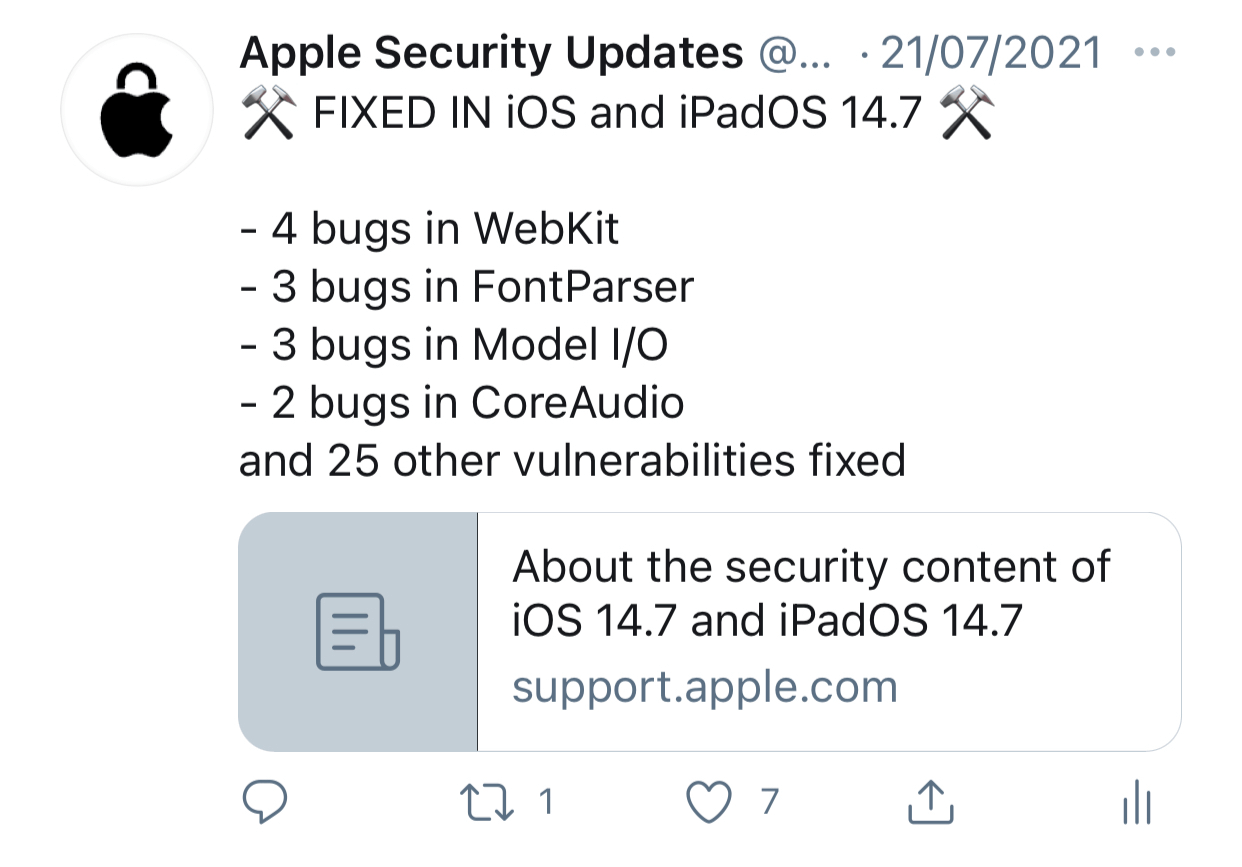 Apple Security Updates @... · 21/07/2021
⚒ FIXED IN iOS and iPadOS 14.7 ⚒
- 4 bugs in WebKit
- 3 bugs in FontParser
- 3 bugs in Model I/O
- 2 bugs in CoreAudio
and 25 other vulnerabilities fixed
About the security content of
iOS 14.7 and iPadOS 14.7
support.apple.com
1 7